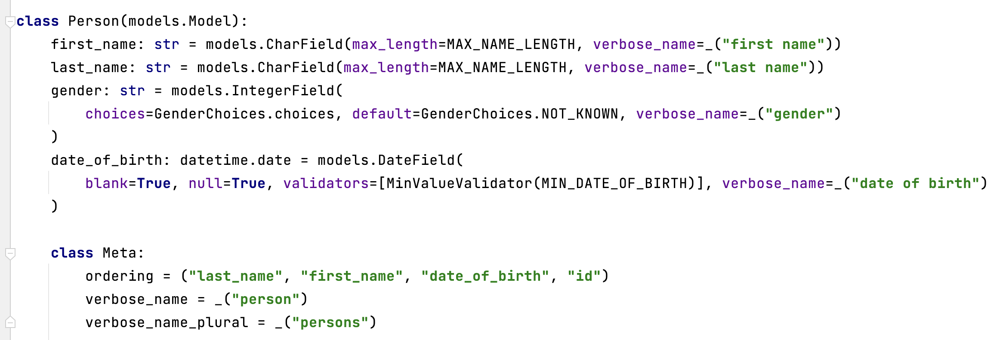 class Person(models.Model):
    first_name: str = models.CharField(max_length=MAX_NAME_LENGTH, verbose_name=_("first name"))
    last_name: str = models.CharField(max_length=MAX_NAME_LENGTH, verbose_name=_("last name"))
    gender: str = models.IntegerField(
        choices=GenderChoices.choices, default=GenderChoices.NOT_KNOWN, verbose_name=_("gender")
    )
    date_of_birth: datetime.date = models.DateField(
        blank=True, null=True, validators=[MinValueValidator(MIN_DATE_OF_BIRTH)], verbose_name=_("date of birth")
    )

    class Meta:
        ordering = ("last_name", "first_name", "date_of_birth", "id")
        verbose_name = _("person")
        verbose_name_plural = _("persons")